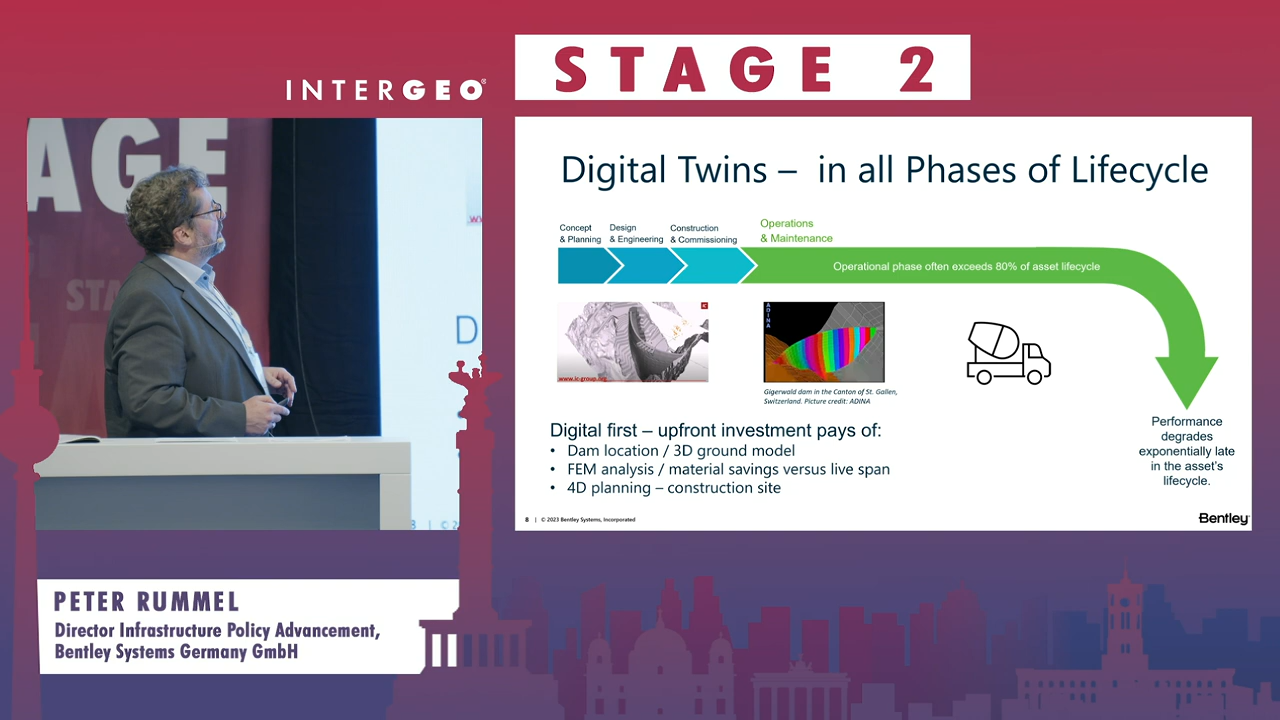 INTERGEO®
STAGE 2
AGE
STA
D
Digital Twins – in all Phases of Lifecycle
Concept
& Planning
Design
& Engineering
Construction
& Commissioning
Operations
& Maintenance
Operational phase often exceeds 80% of asset lifecycle
www.ic-group.org
ADINA
Gigerwald dam in the Canton of St. Gallen,
Switzerland. Picture credit: ADINA
Performance
degrades
exponentially late
in the asset's
lifecycle.
Digital first – upfront investment pays of:
• Dam location / 3D ground model
• FEM analysis / material savings versus live span
• 4D planning – construction site
8 | © 2023 Bentley Systems, Incorporated
Bentley
PETER RUMMEL
Director Infrastructure Policy Advancement,
Bentley Systems Germany GmbH